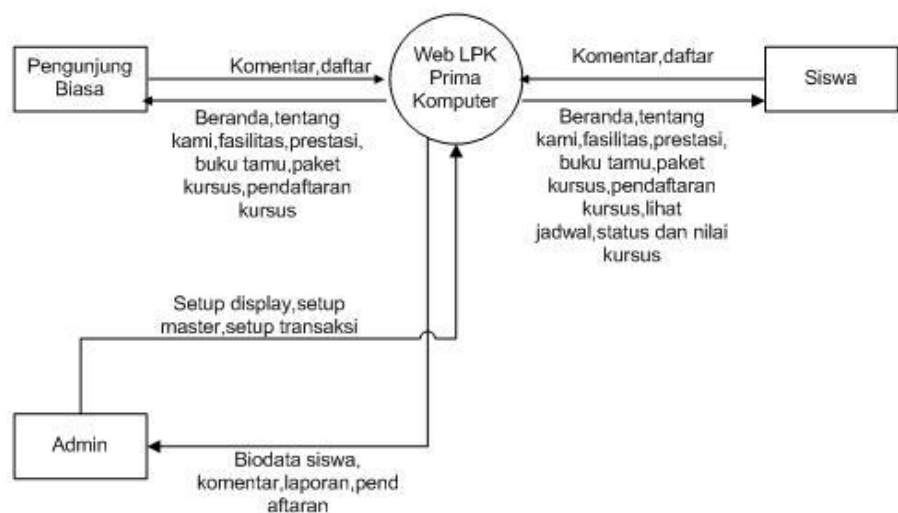 Pengunjung
Biasa
Komentar,daftar
Web LPK
Prima
Komputer
Komentar,daftar
Siswa
Beranda,tentang
kami,fasilitas,prestasi,
buku tamu,paket
kursus,pendaftaran
kursus
Beranda,tentang
kami,fasilitas,prestasi,
buku tamu,paket
kursus,pendaftaran
kursus,lihat
jadwal,status dan nilai
kursus
Setup display,setup
master,setup transaksi
Admin
Biodata siswa,
komentar,laporan,pend
aftaran